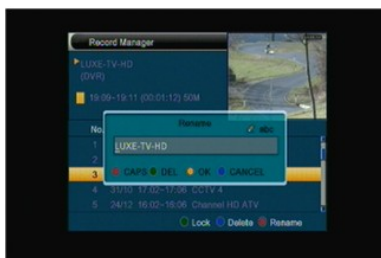 Record Manager
LUXE-TV-HD
(DVR)
19:09~19:11 (00:01:12) 50M
No.
Rename
abc
1
LUXE-TV-HD
2
3
CAPS DEL OK CANCEL
4 31/10 17:02~17:06 CCTV 4
5 24/12 16:02~16:06 Channel HD ATV
Lock Delete Rename